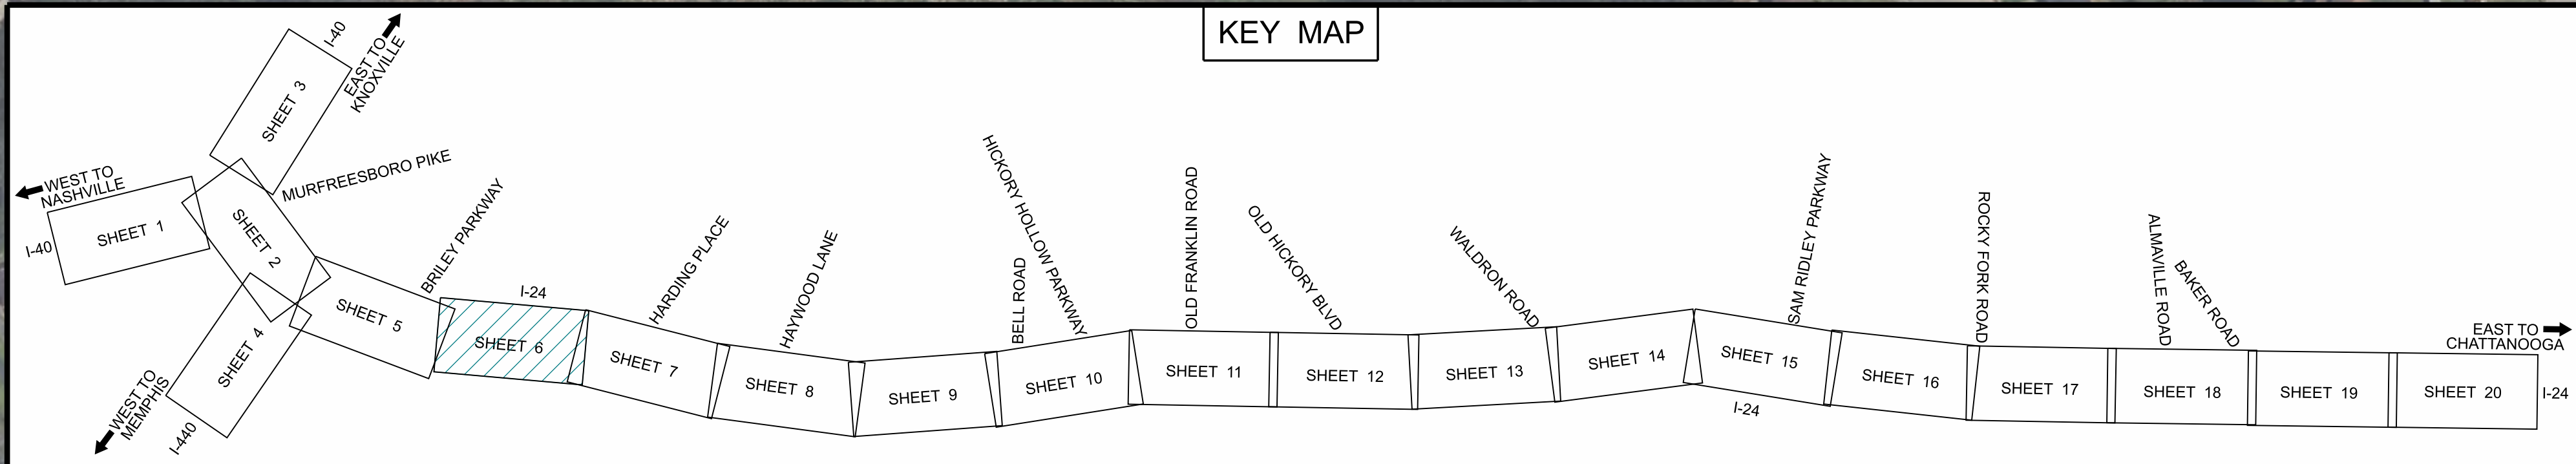 KEY MAP
I-40
EAST TO
KNOXVILLE
SHEET 3
WEST TO
NASHVILLE
I-40
SHEET 1
MURFREESBORO PIKE
SHEET 2
SHEET 4
WEST TO
MEMPHIS
I-440
SHEET 5
BRILEY PARKWAY
I-24
SHEET 6
HARDING PLACE
SHEET 7
HAYWOOD LANE
SHEET 8
SHEET 9
BELL ROAD
HICKORY HOLLOW PARKWAY
SHEET 10
OLD FRANKLIN ROAD
SHEET 11
OLD HICKORY BLVD
SHEET 12
WALDRON ROAD
SHEET 13
SHEET 14
SHEET 15
I-24
SAM RIDLEY PARKWAY
SHEET 16
ROCKY FORK ROAD
SHEET 17
ALMAVILLE ROAD
BAKER ROAD
SHEET 18
SHEET 19
SHEET 20
EAST TO
CHATTANOOGA
I-24